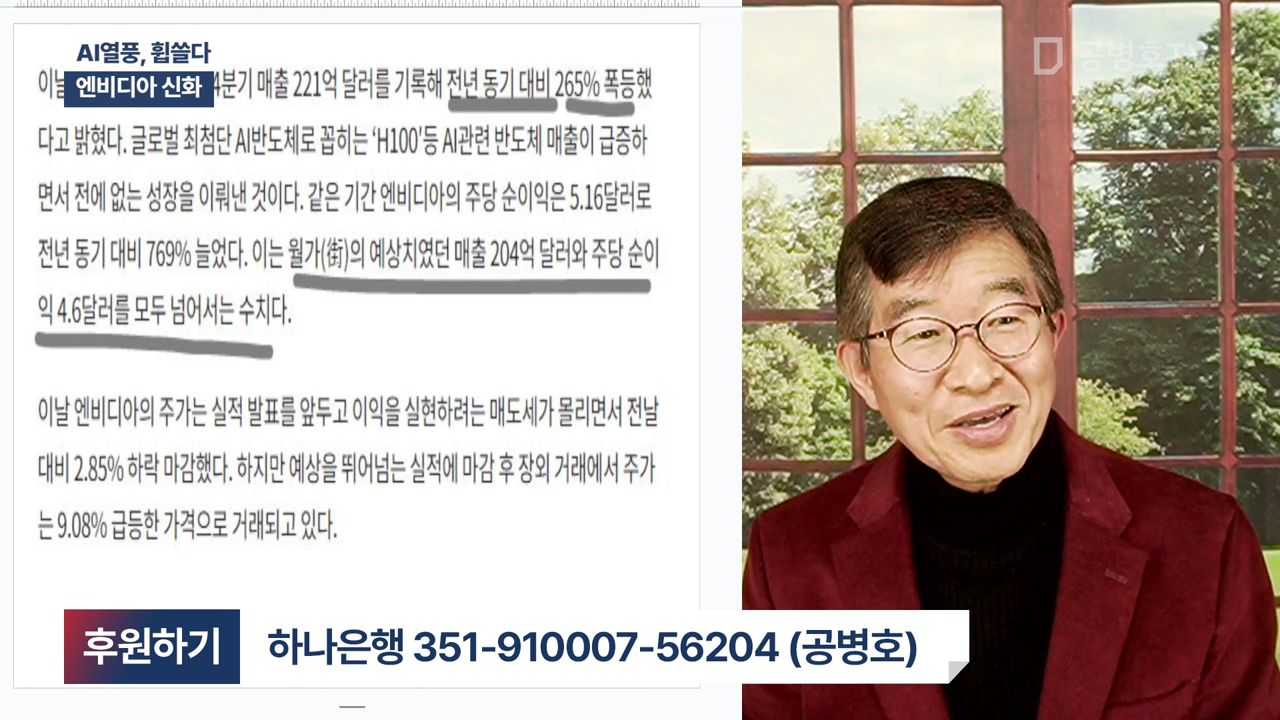 AI열풍, 휩쓸다
엔비디아 신화
이날 4분기 매출 221억 달러를 기록해 전년 동기 대비 265% 폭등했
다고 밝혔다. 글로벌 최첨단 AI반도체로 꼽히는 ‘H100’등 AI관련 반도체 매출이 급증하
면서 전에 없는 성장을 이뤄낸 것이다. 같은 기간 엔비디아의 주당 순이익은 5.16달러로
전년 동기 대비 769% 늘었다. 이는 월가(街)의 예상치였던 매출 204억 달러와 주당 순이
익 4.6달러를 모두 넘어서는 수치다.
이날 엔비디아의 주가는 실적 발표를 앞두고 이익을 실현하려는 매도세가 몰리면서 전날
대비 2.85% 하락 마감했다. 하지만 예상을 뛰어넘는 실적에 마감 후 장외 거래에서 주가
는 9.08% 급등한 가격으로 거래되고 있다.
공병호TV
후원하기
하나은행 351-910007-56204 (공병호)